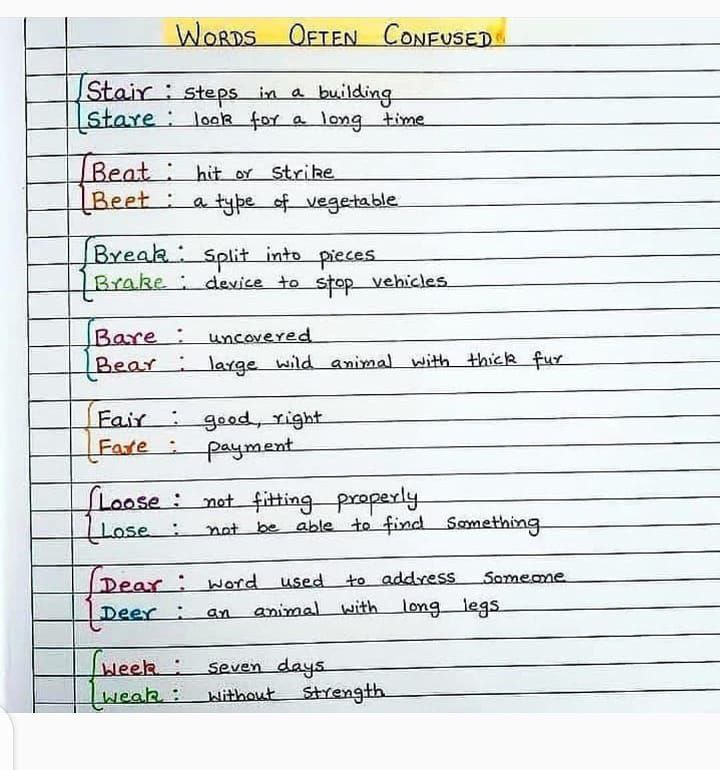 WORDS OFTEN CONFUSED
Stair : steps in a building
Stare : look for a long time
Beat : hit or strike
Beet : a type of vegetable
Break : split into pieces
Brake : device to stop vehicles
Bare : uncovered
Bear : large wild animal with thick fur
Fair : good, right
Fare : payment
Loose : not fitting properly
Lose : not be able to find something
Dear : word used to address someone
Deer : an animal with long legs
Week : seven days
Weak : without strength